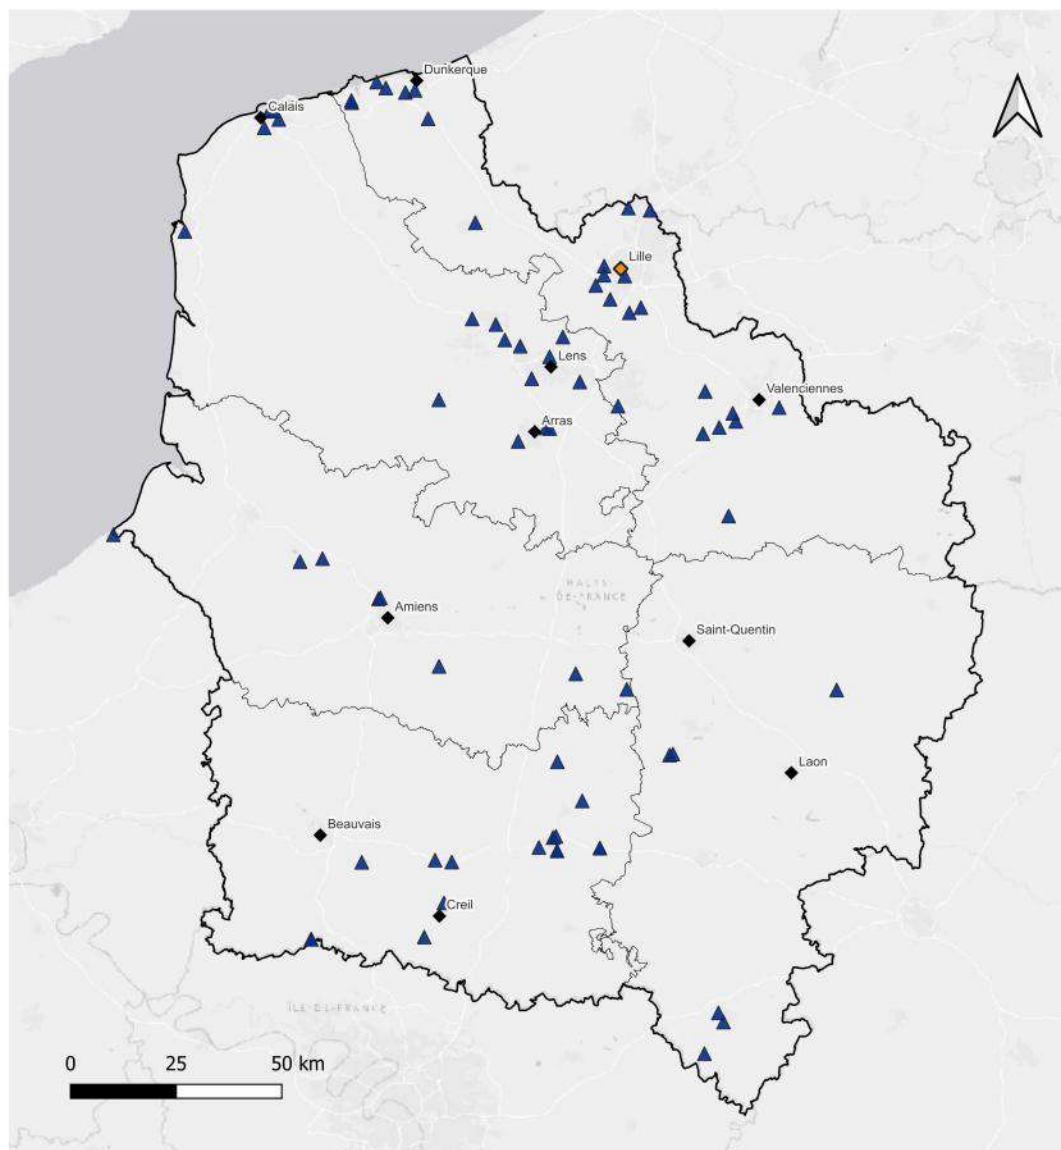 Dunkerque
Calais
Lille
Lens
Valenciennes
Arras
HAUTS-
DE-FRANCE
Amiens
Saint-Quentin
Laon
Beauvais
Creil
ÎLE-DE-FRANCE
0 25 50 km